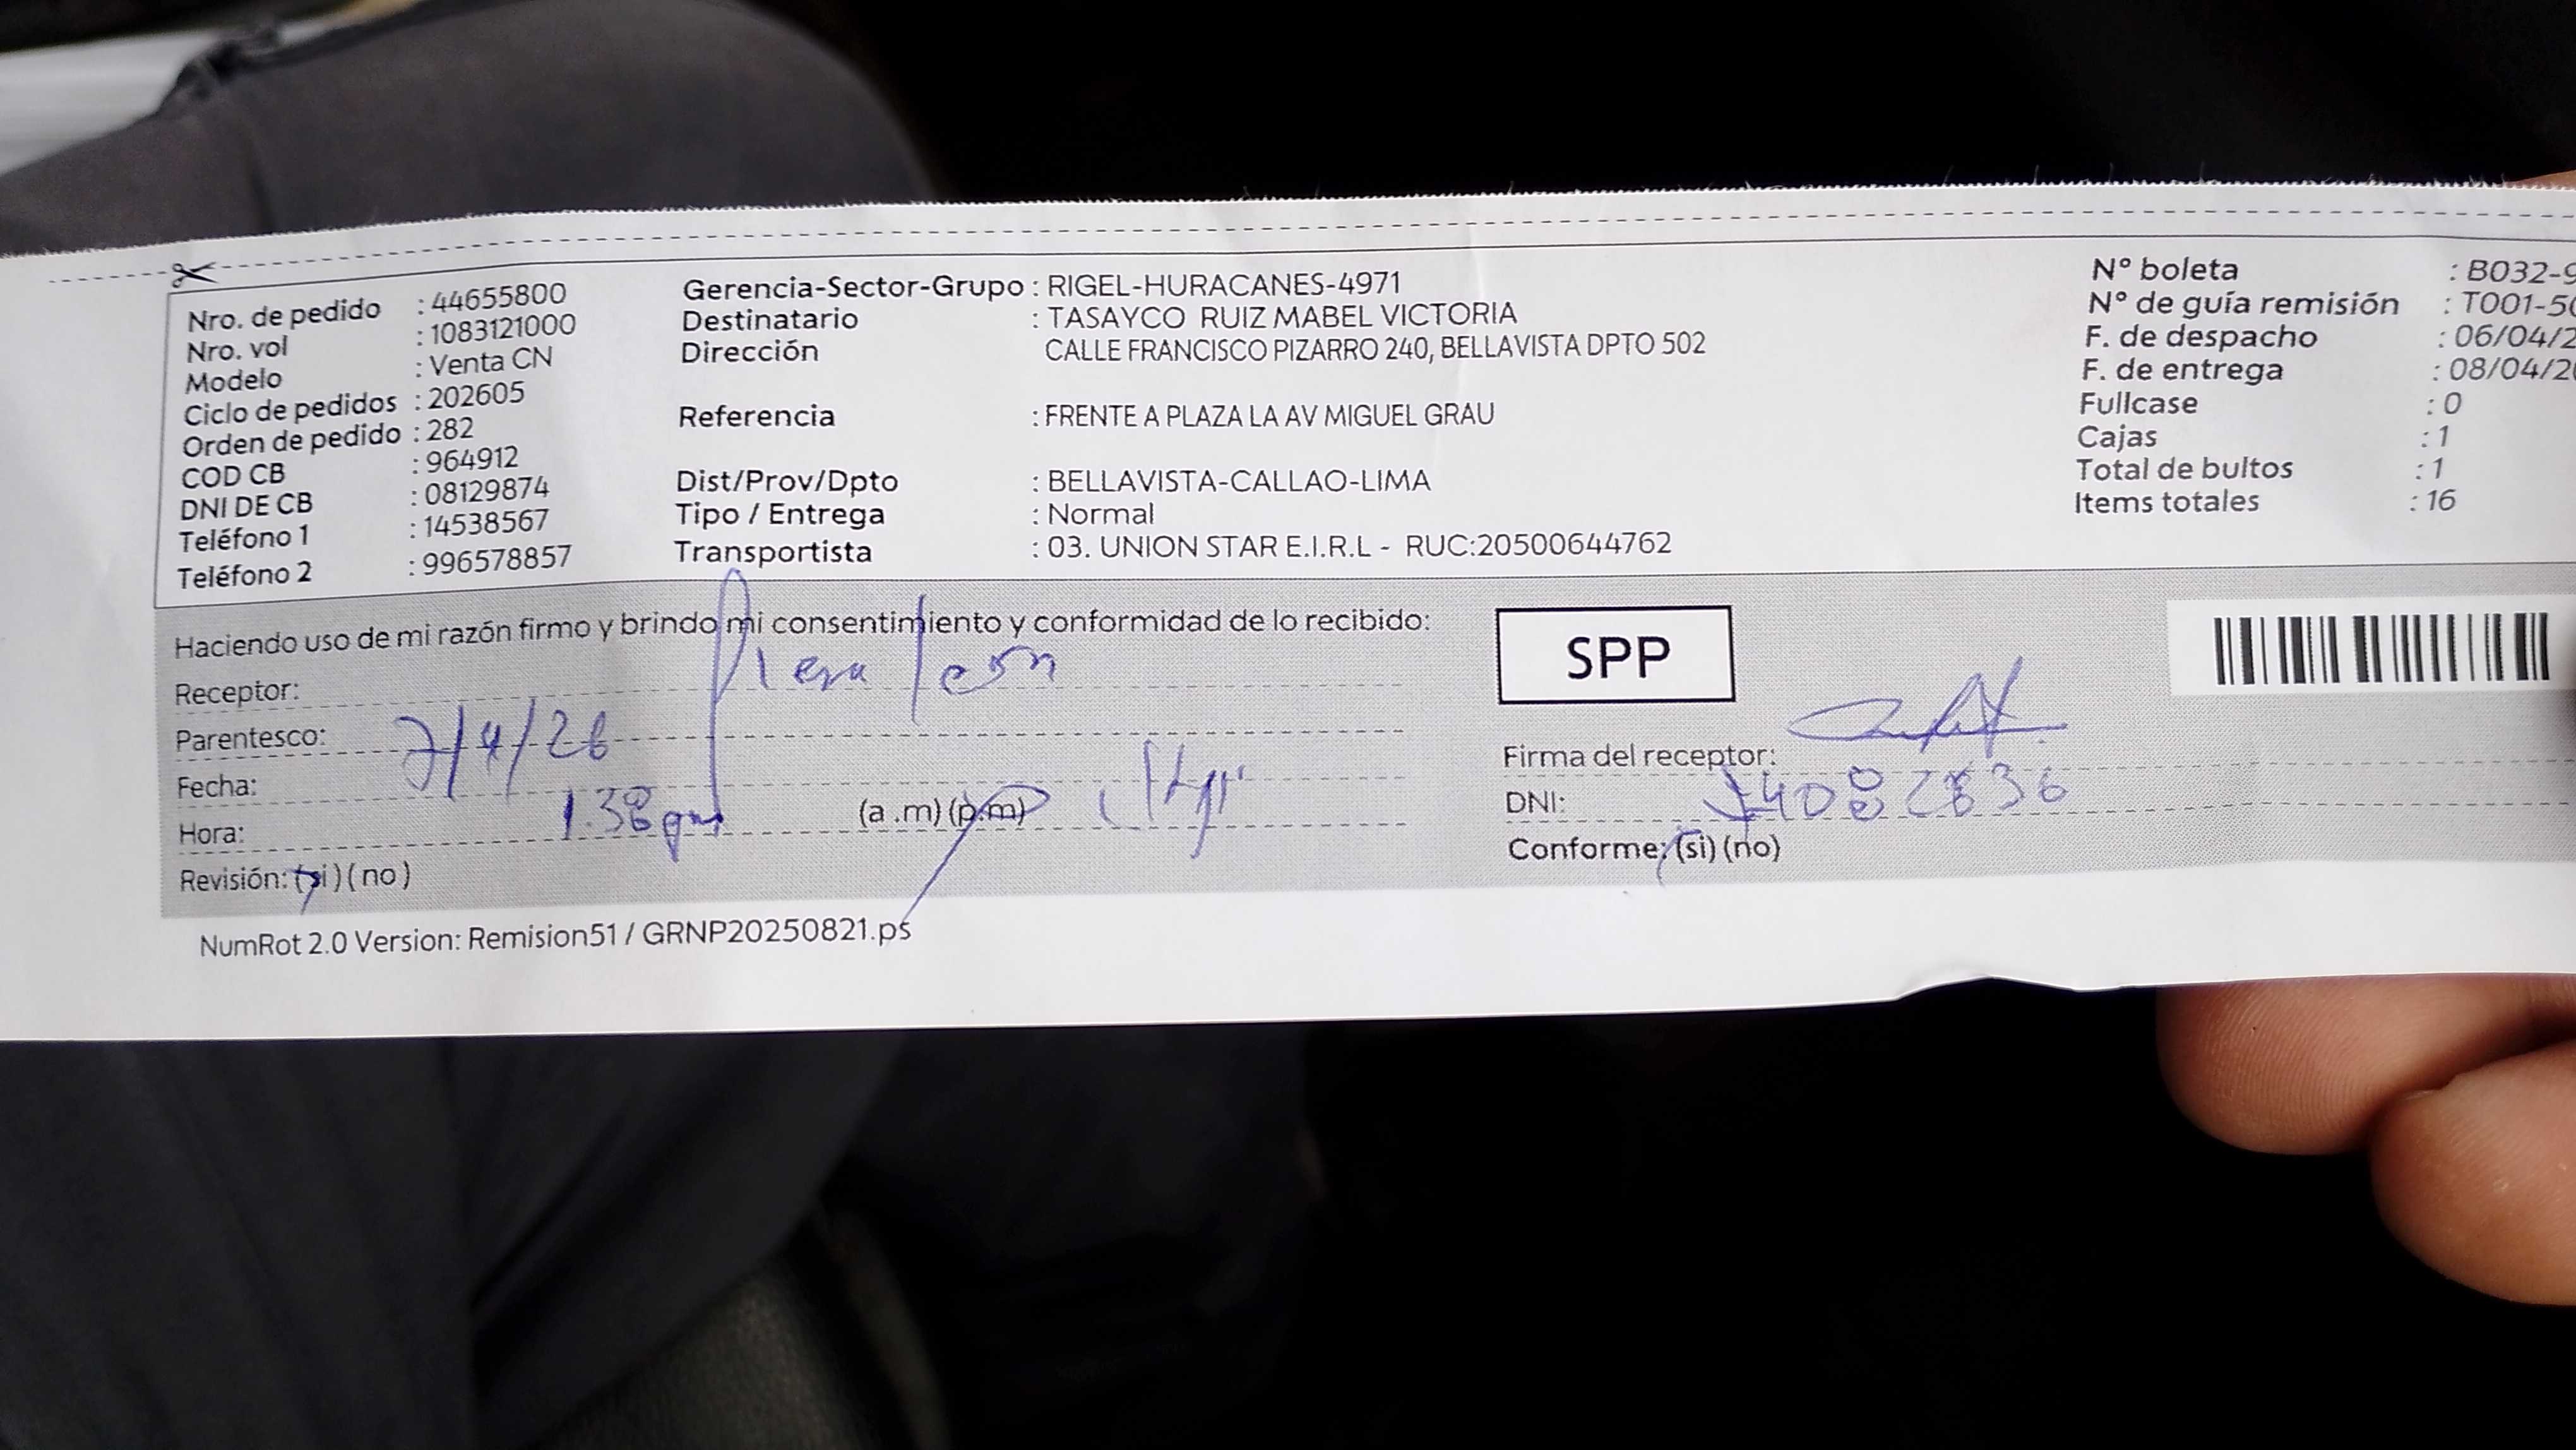 Nro. de pedido : 44655800
Nro. vol : 1083121000
Modelo : Venta CN
Ciclo de pedidos : 202605
Orden de pedido : 282
COD CB : 964912
DNI DE CB : 08129874
Teléfono 1 : 14538567
Teléfono 2 : 996578857
Gerencia-Sector-Grupo : RIGEL-HURACANES-4971
Destinatario : TASAYCO RUIZ MABEL VICTORIA
Dirección CALLE FRANCISCO PIZARRO 240, BELLAVISTA DPTO 502
Referencia : FRENTE A PLAZA LA AV MIGUEL GRAU
Dist/Prov/Dpto : BELLAVISTA-CALLAO-LIMA
Tipo / Entrega : Normal
Transportista : 03. UNION STAR E.I.R.L - RUC:20500644762
N° boleta : B032-9
N° de guía remisión : T001-50
F. de despacho : 06/04/2
F. de entrega : 08/04/20
Fullcase : 0
Cajas : 1
Total de bultos : 1
Items totales : 16
Haciendo uso de mi razón firmo y brindo mi consentimiento y conformidad de lo recibido:
Receptor:
Parentesco:
Fecha: 7/4/26
Hora: 1.38 (a .m) (p.m)
Revisión: (si) (no)
SPP
Firma del receptor:
DNI:
Conforme: (si) (no)
NumRot 2.0 Version: Remision51 / GRNP20250821.ps